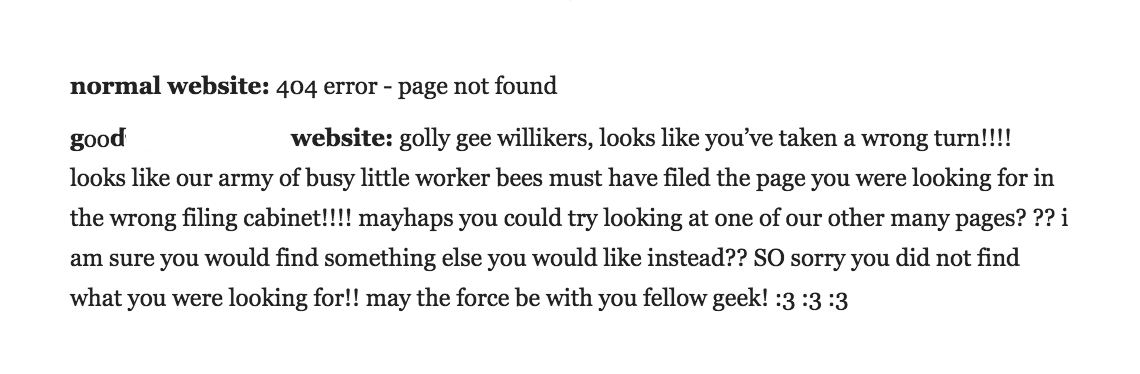 normal website: 404 error - page not found
good website: golly gee willikers, looks like you’ve taken a wrong turn!!!!
looks like our army of busy little worker bees must have filed the page you were looking for in
the wrong filing cabinet!!!! mayhaps you could try looking at one of our other many pages? ?? i
am sure you would find something else you would like instead?? SO sorry you did not find
what you were looking for!! may the force be with you fellow geek! :3 :3 :3